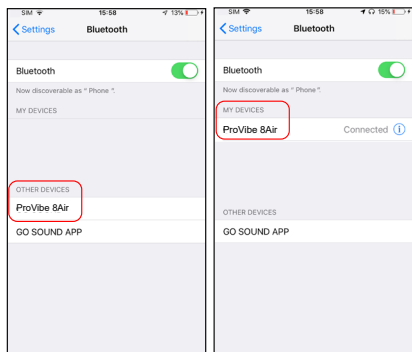 SIM 15:58 13%
Settings Bluetooth
Bluetooth
Now discoverable as " Phone ".
MY DEVICES
OTHER DEVICES
ProVibe 8Air
GO SOUND APP
SIM 15:58 15%
Settings Bluetooth
Bluetooth
Now discoverable as " Phone ".
MY DEVICES
ProVibe 8Air Connected
OTHER DEVICES
GO SOUND APP